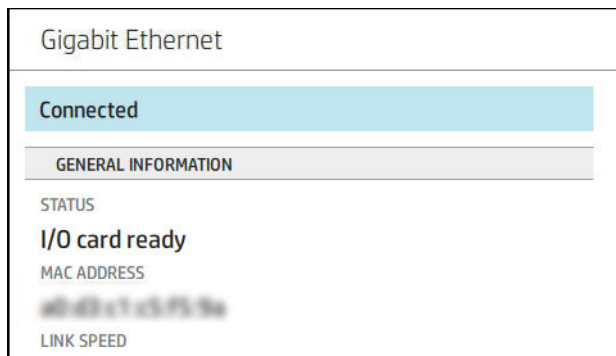 Gigabit Ethernet
Connected
GENERAL INFORMATION
STATUS
I/O card ready
MAC ADDRESS
LINK SPEED